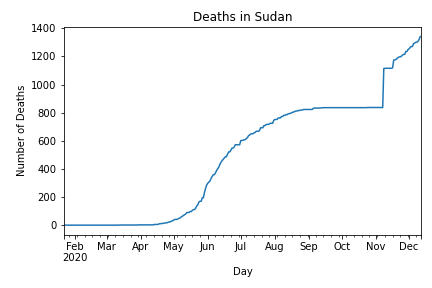 Deaths in Sudan
1400
1200
1000
800
600
400
200
0
Number of Deaths
Feb Mar Apr May Jun Jul Aug Sep Oct Nov Dec
2020
Day